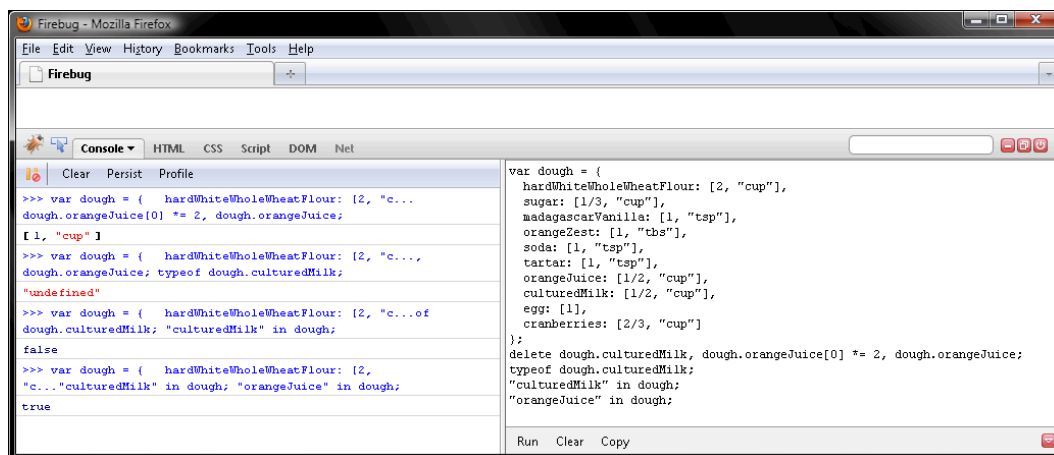 Firebug - Mozilla Firefox
File Edit View History Bookmarks Tools Help
Firebug
Console HTML CSS Script DOM Net
Clear Persist Profile
>>> var dough = { hardWhiteWholeWheatFlour: [2, "c...
dough.orangeJuice[0] *= 2, dough.orangeJuice;
[ 1, "cup" ]
>>> var dough = { hardWhiteWholeWheatFlour: [2, "c...,
dough.orangeJuice; typeof dough.culturedMilk;
"undefined"
>>> var dough = { hardWhiteWholeWheatFlour: [2, "c...of
dough.culturedMilk; "culturedMilk" in dough;
false
>>> var dough = { hardWhiteWholeWheatFlour: [2,
"c..."culturedMilk" in dough; "orangeJuice" in dough;
true
var dough = {
hardWhiteWholeWheatFlour: [2, "cup"],
sugar: [1/3, "cup"],
madagascarVanilla: [1, "tsp"],
orangeZest: [1, "tbs"],
soda: [1, "tsp"],
tartar: [1, "tsp"],
orangeJuice: [1/2, "cup"],
culturedMilk: [1/2, "cup"],
egg: [1],
cranberries: [2/3, "cup"]
};
delete dough.culturedMilk, dough.orangeJuice[0] *= 2, dough.orangeJuice;
typeof dough.culturedMilk;
"culturedMilk" in dough;
"orangeJuice" in dough;
Run Clear Copy